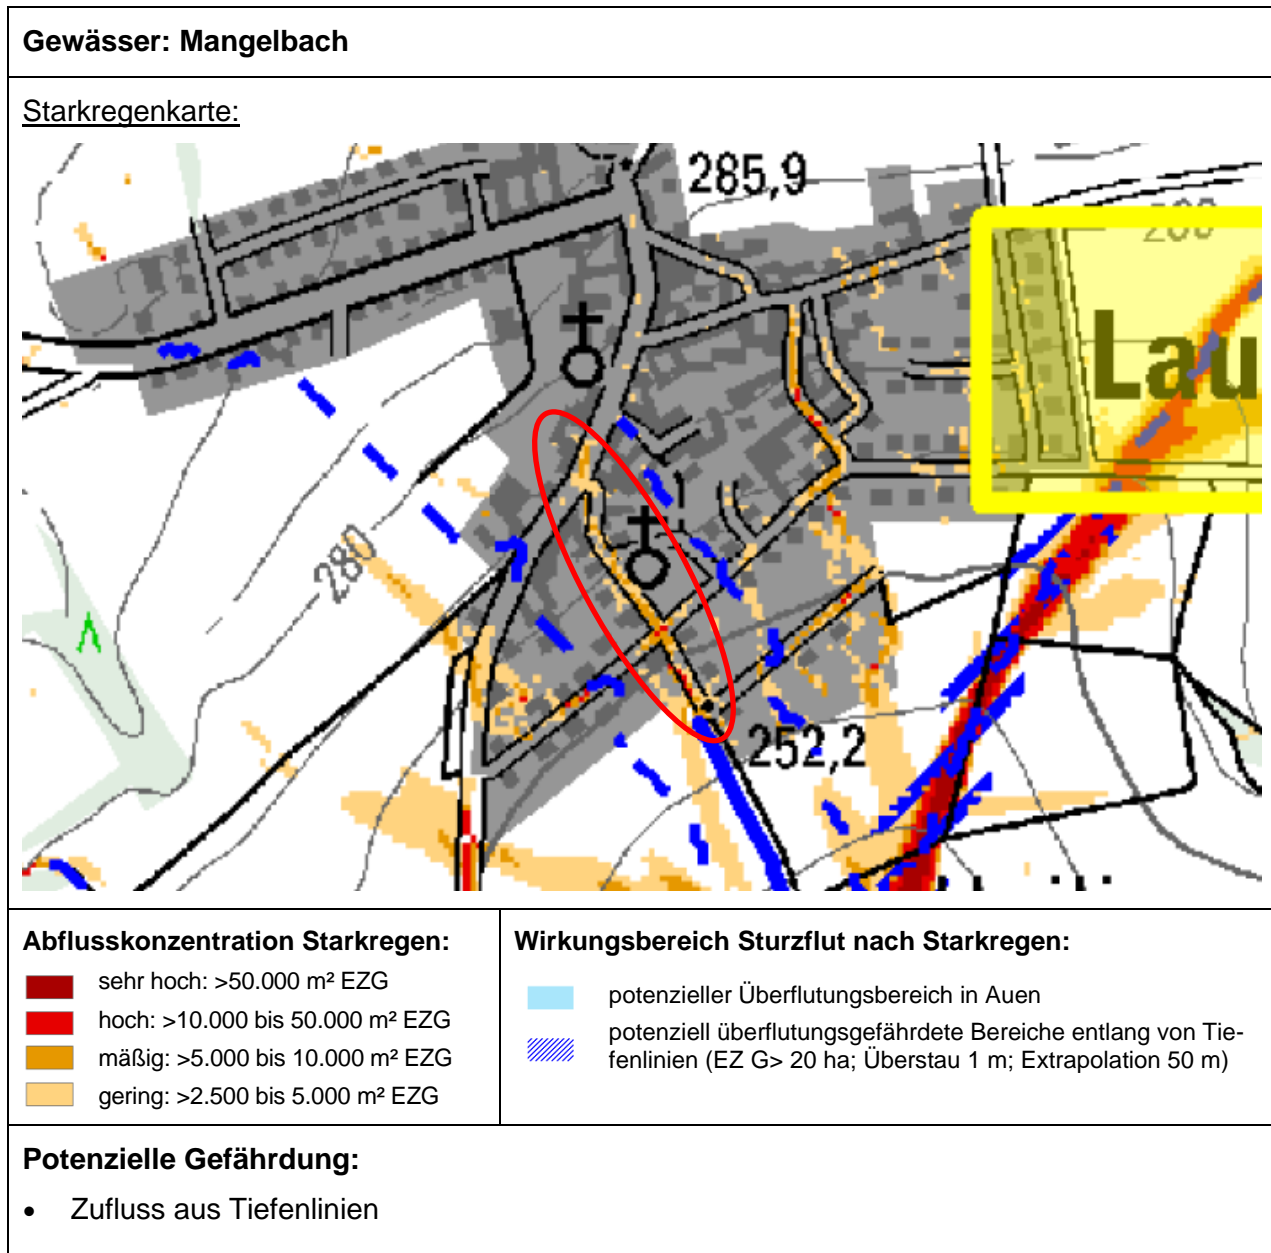 Gewässer: Mangelbach
Starkregenkarte:
285,9
200
Lau
280
252,2
Abflusskonzentration Starkregen:
sehr hoch: >50.000 m² EZG
hoch: >10.000 bis 50.000 m² EZG
mäßig: >5.000 bis 10.000 m² EZG
gering: >2.500 bis 5.000 m² EZG
Wirkungsbereich Sturzflut nach Starkregen:
potenzieller Überflutungsbereich in Auen
potenziell überflutungsgefährdete Bereiche entlang von Tie-
fenlinien (EZ G> 20 ha; Überstau 1 m; Extrapolation 50 m)
Potenzielle Gefährdung:
• Zufluss aus Tiefenlinien